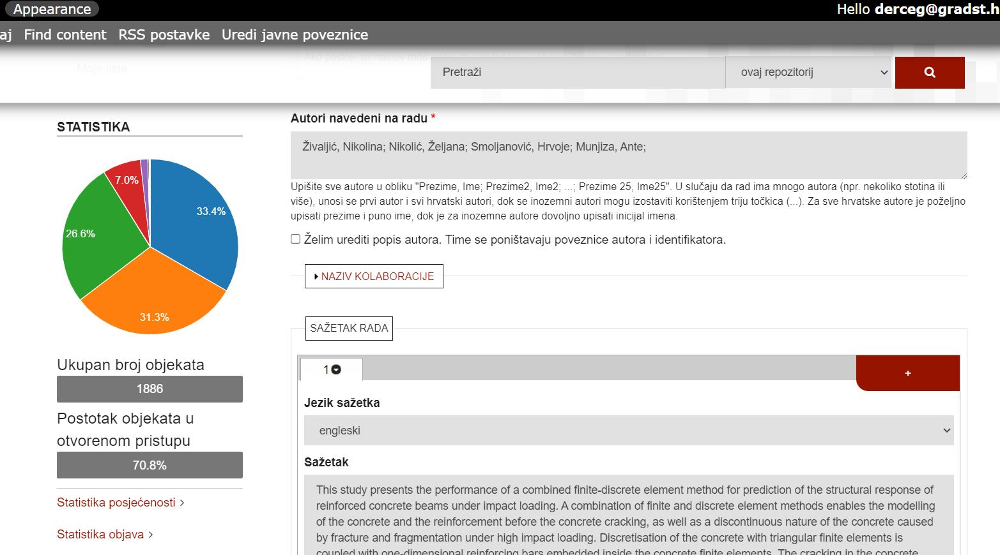 Appearance
Hello derceg@gradst.h
aj Find content RSS postavke Uredi javne poveznice
Moje liste
Pretraži
ovaj repozitorij
STATISTIKA
7.0%
33.4%
26.6%
31.3%
Ukupan broj objekata
1886
Postotak objekata u
otvorenom pristupu
70.8%
Statistika posjećenosti
Statistika objava
Autori navedeni na radu *
Živaljić, Nikolina; Nikolić, Željana; Smoljanović, Hrvoje; Munjiza, Ante;
Upišite sve autore u obliku "Prezime, Ime; Prezime2, Ime2; ...; Prezime 25, Ime25". U slučaju da rad ima mnogo autora (npr. nekoliko stotina ili
više), unosi se prvi autor i svi hrvatski autori, dok se inozemni autori mogu izostaviti korištenjem triju točkica (...). Za sve hrvatske autore je poželjno
upisati prezime i puno ime, dok je za inozemne autore dovoljno upisati inicijal imena.
Želim urediti popis autora. Time se poništavaju poveznice autora i identifikatora.
NAZIV KOLABORACIJE
SAŽETAK RADA
1
+
Jezik sažetka
engleski
Sažetak
This study presents the performance of a combined finite-discrete element method for prediction of the structural response of
reinforced concrete beams under impact loading. A combination of finite and discrete element methods enables the modelling
of the concrete and the reinforcement before the concrete cracking, as well as a discontinuous nature of the concrete caused
by fracture and fragmentation under high impact loading. Discretisation of the concrete with triangular finite elements is
coupled with one-dimensional reinforcing bars embedded inside the concrete finite elements. The cracking in the concrete